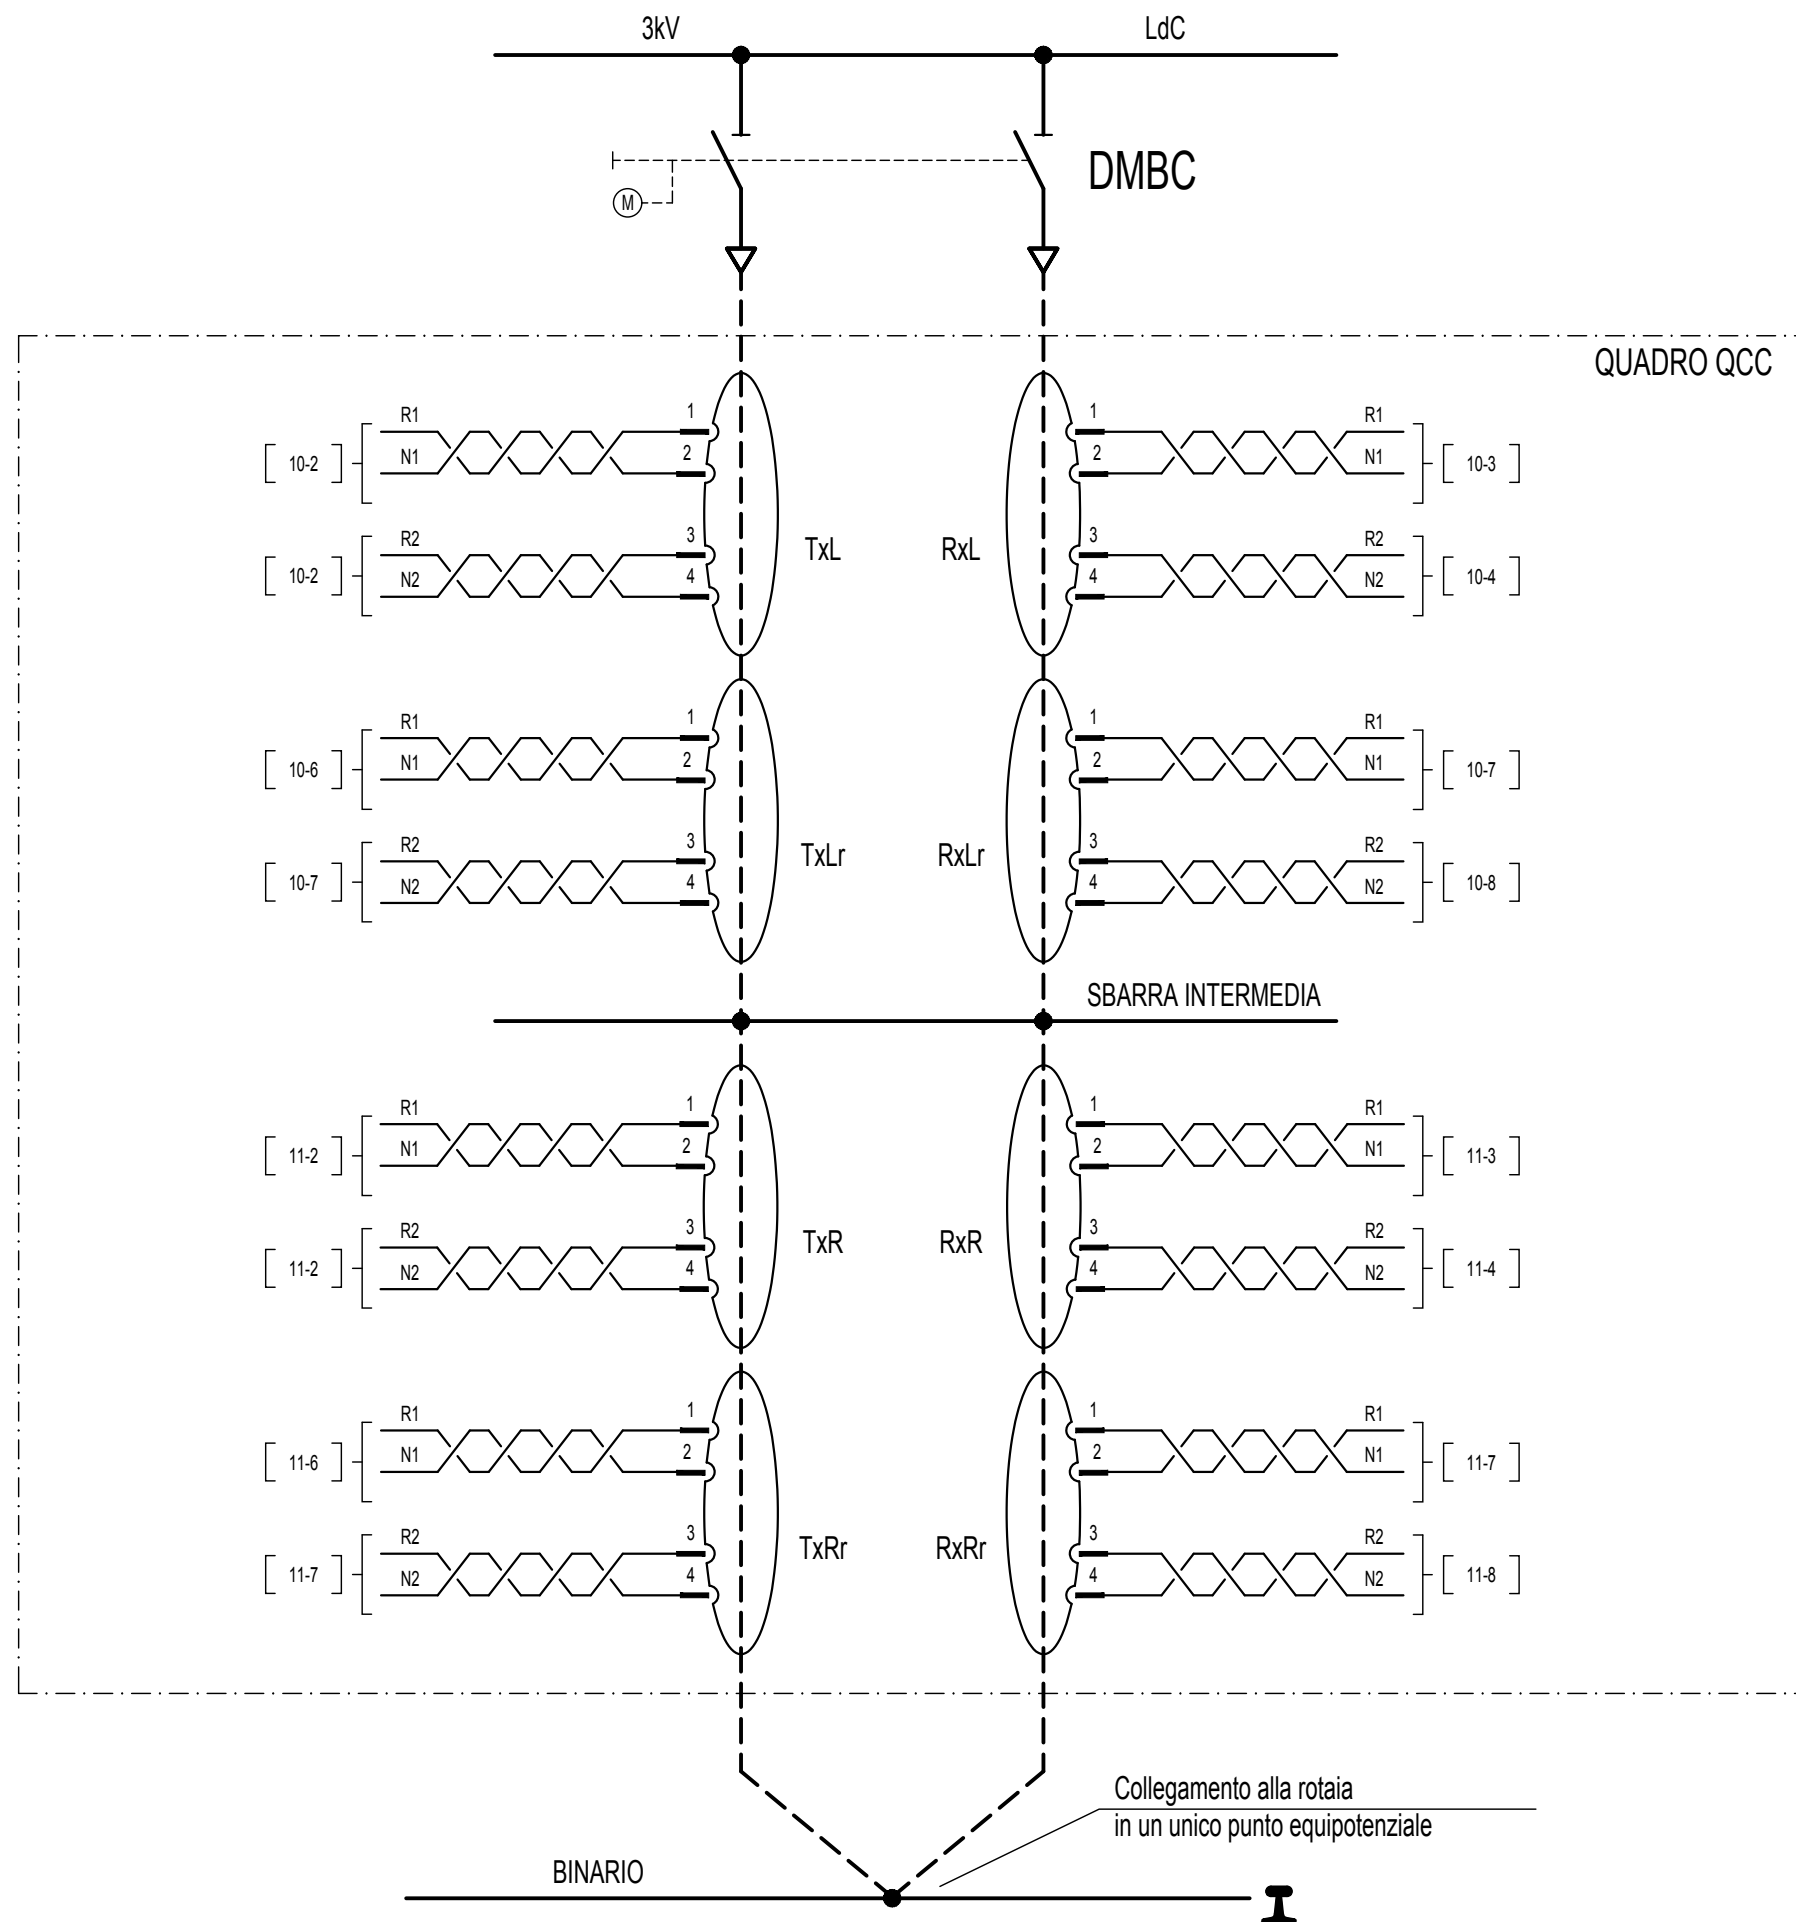 3kV LdC
DMBC
M
QUADRO QCC
R1 1 1 R1
[ 10-2 ] N1 2 2 N1 [ 10-3 ]
R2 3 3 R2
TxL RxL
[ 10-2 ] N2 4 4 N2 [ 10-4 ]
R1 1 1 R1
[ 10-6 ] N1 2 2 N1 [ 10-7 ]
R2 3 3 R2
TxLr RxLr
[ 10-7 ] N2 4 4 N2 [ 10-8 ]
SBARRA INTERMEDIA
R1 1 1 R1
[ 11-2 ] N1 2 2 N1 [ 11-3 ]
R2 3 3 R2
TxR RxR
[ 11-2 ] N2 4 4 N2 [ 11-4 ]
R1 1 1 R1
[ 11-6 ] N1 2 2 N1 [ 11-7 ]
R2 3 3 R2
TxRr RxRr
[ 11-7 ] N2 4 4 N2 [ 11-8 ]
Collegamento alla rotaia
in un unico punto equipotenziale
BINARIO